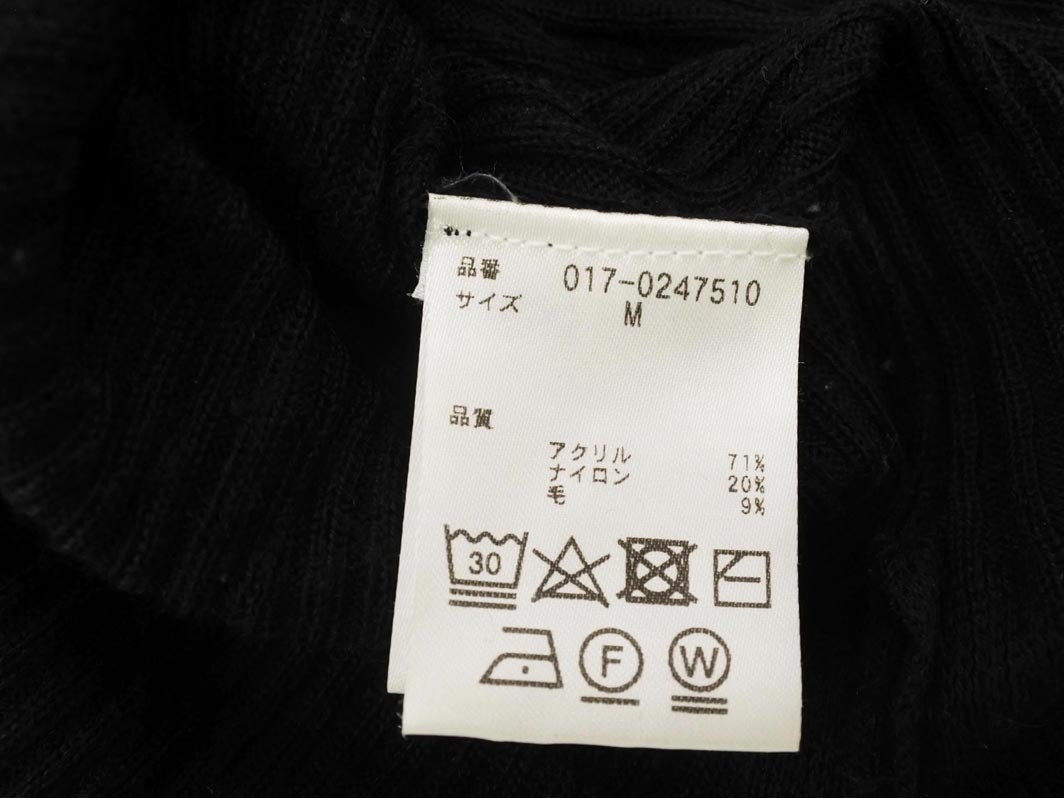 品番 017-0247510
サイズ M
品質
アクリル 71%
ナイロン 20%
毛 9%
30
F W